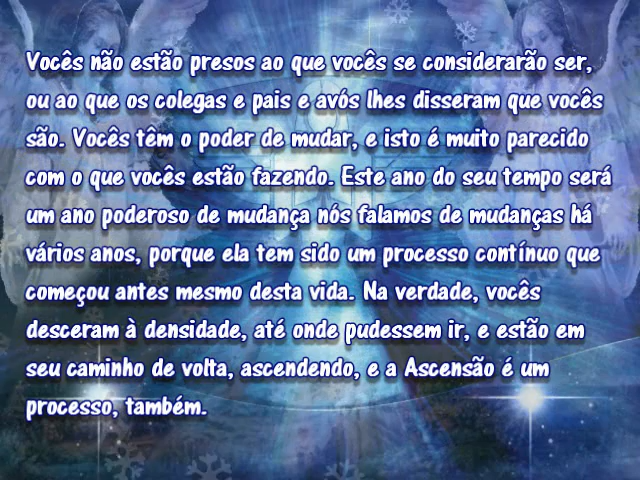 Vocês não estão presos ao que vocês se considerarão ser,
ou ao que os colegas e pais e avós lhes disseram que vocês
são. Vocês têm o poder de mudar, e isto é muito parecido
com o que vocês estão fazendo. Este ano do seu tempo será
um ano poderoso de mudança nós falamos de mudanças há
vários anos, porque ela tem sido um processo contínuo que
começou antes mesmo desta vida. Na verdade, vocês
desceram à densidade, até onde pudessem ir, e estão em
seu caminho de volta, ascendendo, e a Ascensão é um
processo, também.